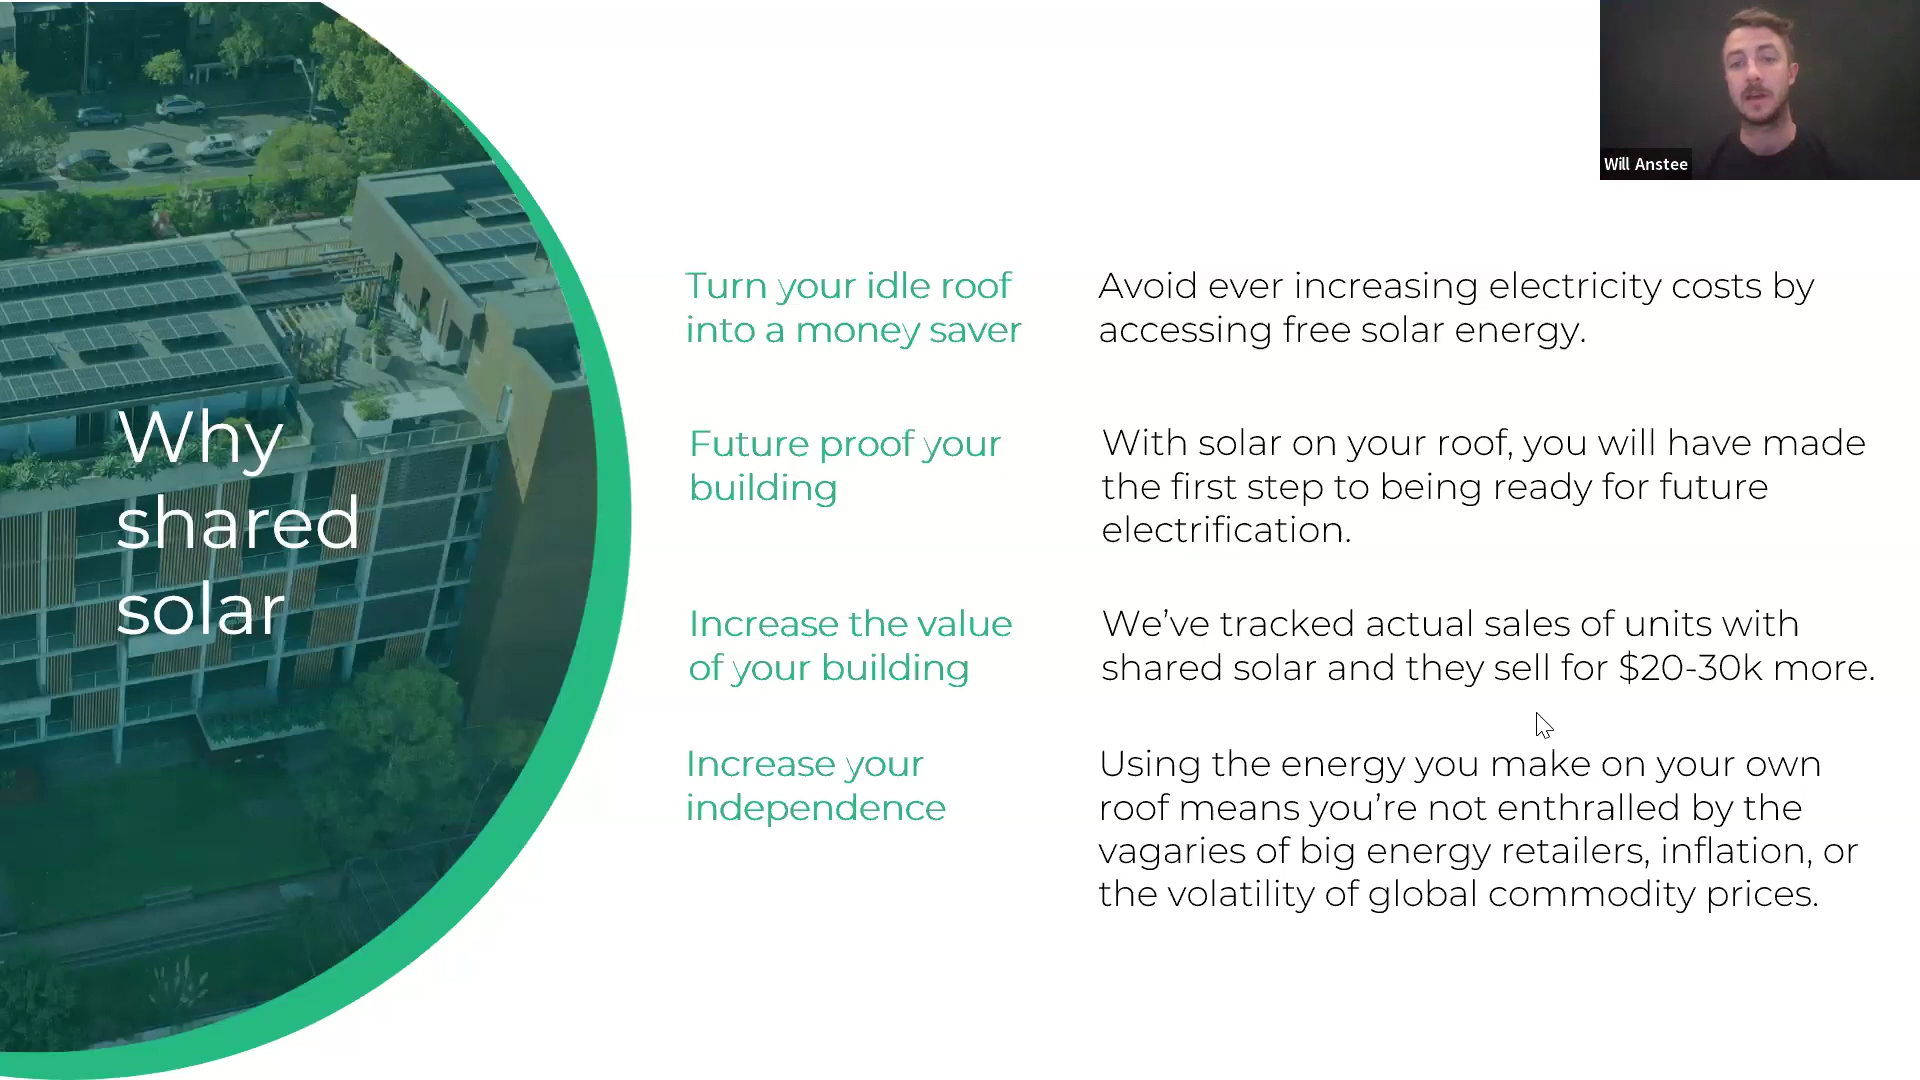 Will Anstee
Why
shared
solar
Turn your idle roof
into a money saver
Avoid ever increasing electricity costs by
accessing free solar energy.
Future proof your
building
With solar on your roof, you will have made
the first step to being ready for future
electrification.
Increase the value
of your building
We’ve tracked actual sales of units with
shared solar and they sell for $20-30k more.
Increase your
independence
Using the energy you make on your own
roof means you’re not enthralled by the
vagaries of big energy retailers, inflation, or
the volatility of global commodity prices.